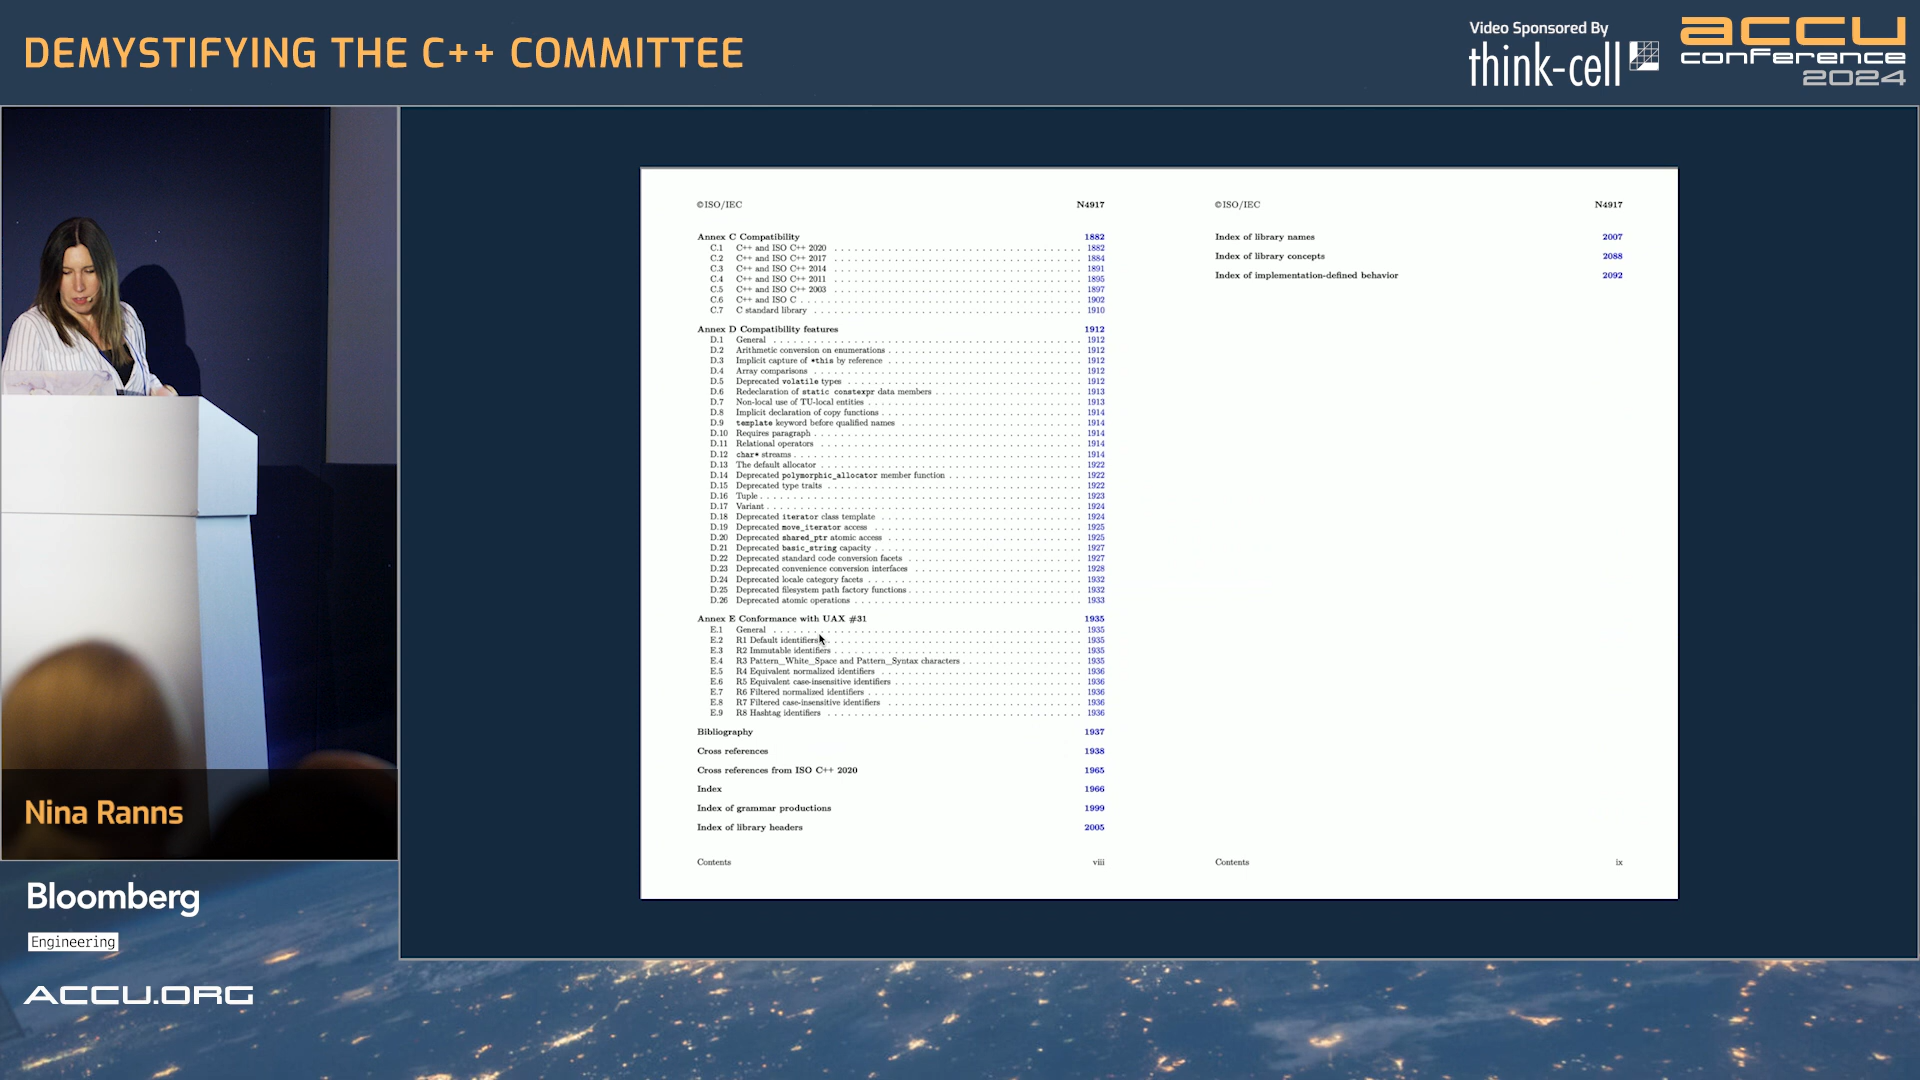 DEMYSTIFYING THE C++ COMMITTEE
Video Sponsored By
think-cell
accu
conference
2024
©ISO/IEC N4917
Annex C Compatibility 1882
C.1 C++ and ISO C++ 2020 . . . 1882
C.2 C++ and ISO C++ 2017 . . . 1884
C.3 C++ and ISO C++ 2014 . . . 1891
C.4 C++ and ISO C++ 2011 . . . 1895
C.5 C++ and ISO C++ 2003 . . . 1897
C.6 C++ and ISO C . . . 1902
C.7 C standard library . . . 1910
Annex D Compatibility features 1912
D.1 General . . . 1912
D.2 Arithmetic conversion on enumerations . . . 1912
D.3 Implicit capture of *this by reference . . . 1912
D.4 Array comparisons . . . 1912
D.5 Deprecated volatile types . . . 1912
D.6 Redeclaration of static constexpr data members . . . 1913
D.7 Non-local use of TU-local entities . . . 1913
D.8 Implicit declaration of copy functions . . . 1914
D.9 template keyword before qualified names . . . 1914
D.10 Requires paragraph . . . 1914
D.11 Relational operators . . . 1914
D.12 char* streams . . . 1914
D.13 The default allocator . . . 1922
D.14 Deprecated polymorphic_allocator member function . . . 1922
D.15 Deprecated type traits . . . 1922
D.16 Tuple . . . 1923
D.17 Variant . . . 1924
D.18 Deprecated iterator class template . . . 1924
D.19 Deprecated move_iterator access . . . 1925
D.20 Deprecated shared_ptr atomic access . . . 1925
D.21 Deprecated basic_string capacity . . . 1927
D.22 Deprecated standard code conversion facets . . . 1927
D.23 Deprecated convenience conversion interfaces . . . 1928
D.24 Deprecated locale category facets . . . 1932
D.25 Deprecated filesystem path factory functions . . . 1932
D.26 Deprecated atomic operations . . . 1933
Annex E Conformance with UAX #31 1935
E.1 General . . . 1935
E.2 R1 Default identifiers . . . 1935
E.3 R2 Immutable identifiers . . . 1935
E.4 R3 Pattern_White_Space and Pattern_Syntax characters . . . 1935
E.5 R4 Equivalent normalized identifiers . . . 1936
E.6 R5 Equivalent case-insensitive identifiers . . . 1936
E.7 R6 Filtered normalized identifiers . . . 1936
E.8 R7 Filtered case-insensitive identifiers . . . 1936
E.9 R8 Hashtag identifiers . . . 1936
Bibliography 1937
Cross references 1938
Cross references from ISO C++ 2020 1965
Index 1966
Index of grammar productions 1999
Index of library headers 2005
Contents viii
©ISO/IEC N4917
Index of library names 2007
Index of library concepts 2088
Index of implementation-defined behavior 2092
Contents ix
Nina Ranns
Bloomberg
Engineering
ACCU.ORG